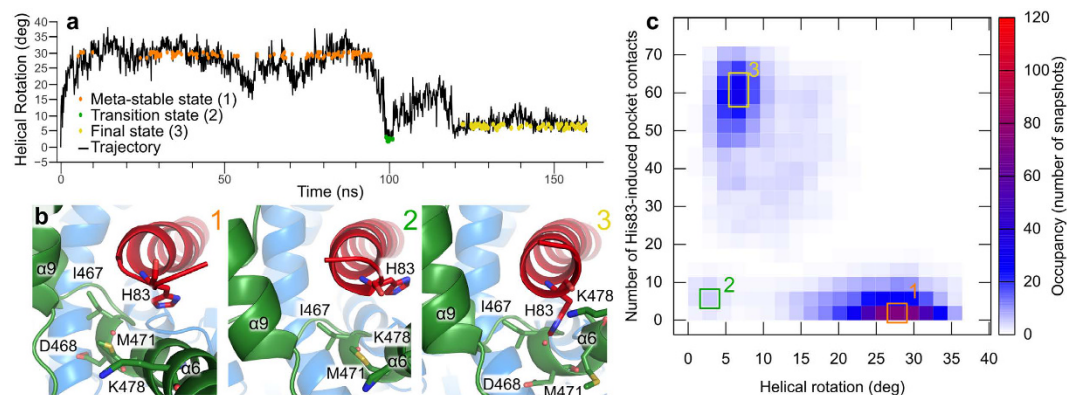 a
Helical Rotation (deg)
40
35
30
25
20
15
10
5
0
−5
Meta-stable state (1)
Transition state (2)
Final state (3)
Trajectory
0
50
100
150
Time (ns)
b
1
α9
I467
H83
D468
M471
K478
α6
2
H83
α9
I467
K478
M471
α6
3
α9
I467
H83
K478
D468
α6
M471
c
Number of His83-induced pocket contacts
70
60
50
40
30
20
10
0
3
2
1
0 5 10 15 20 25 30 35 40
Helical rotation (deg)
120
100
80
60
40
20
0
Occupancy (number of snapshots)